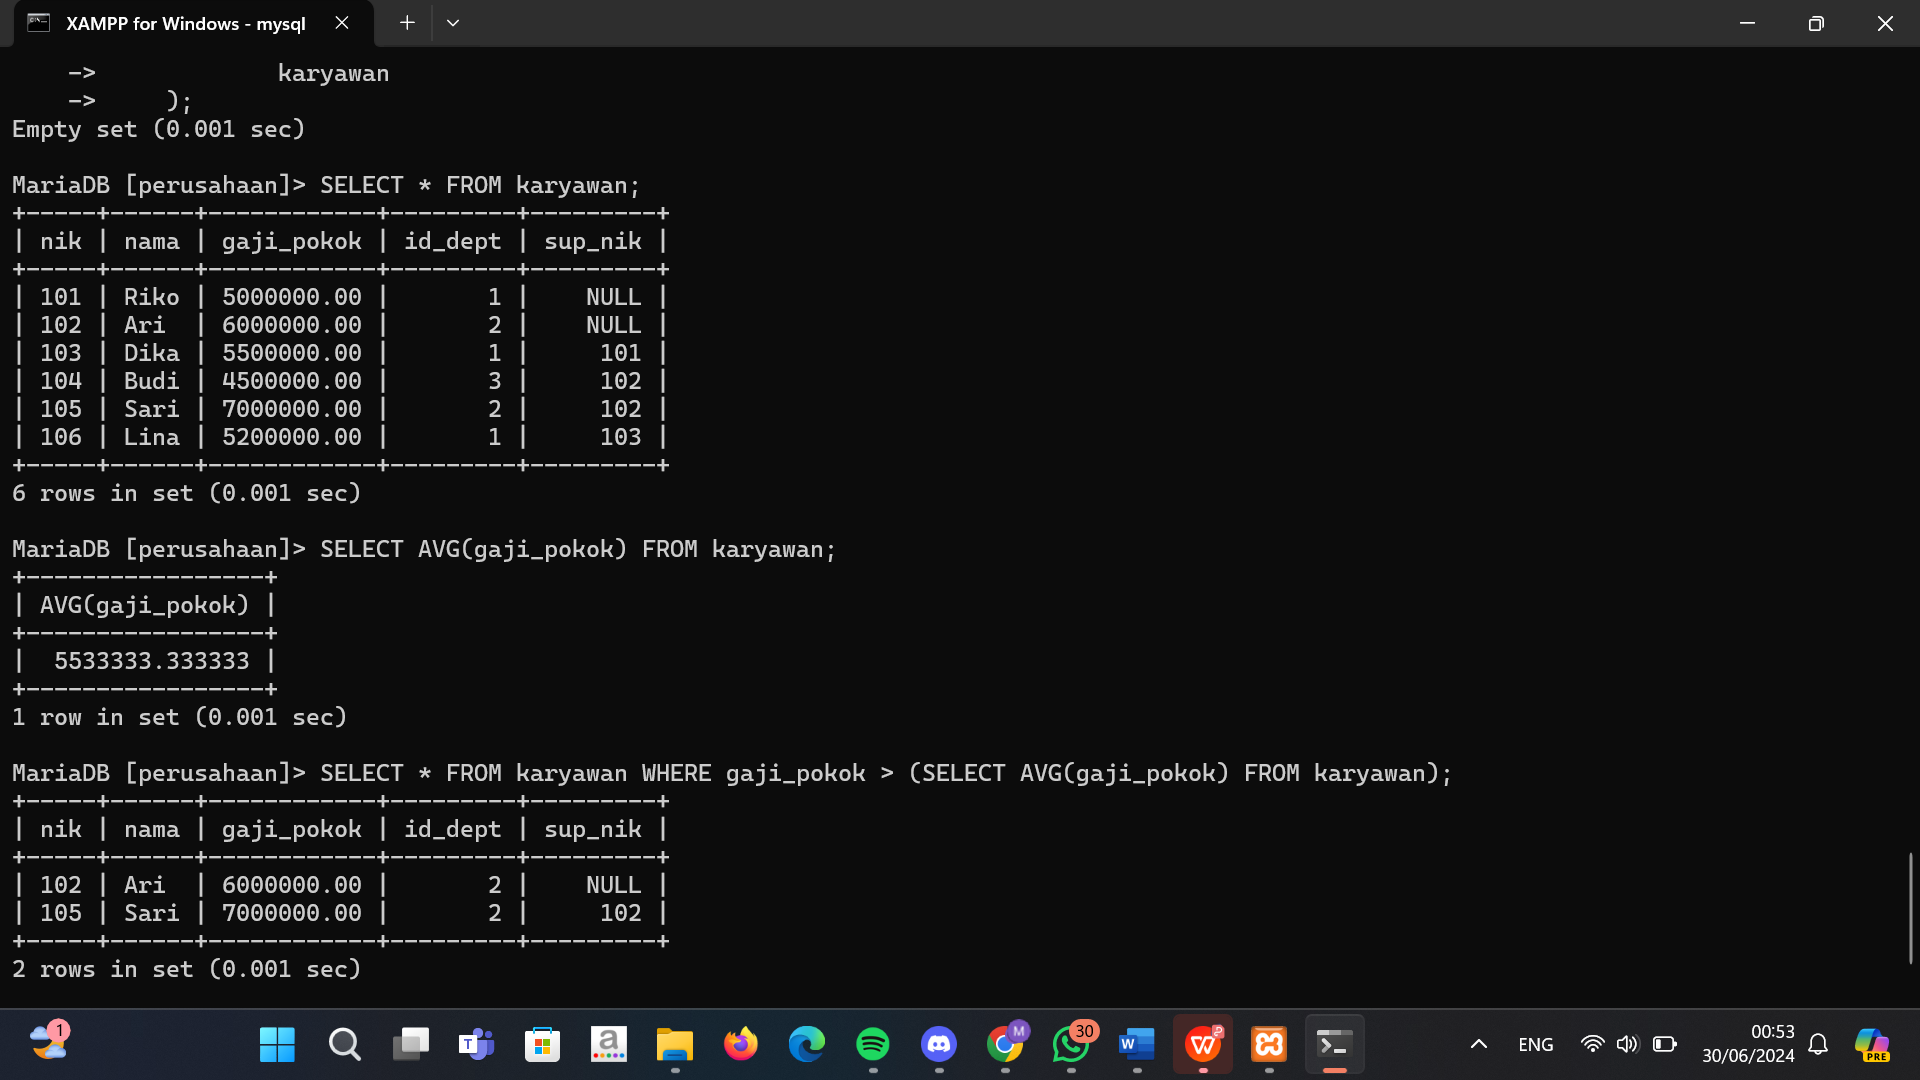 XAMPP for Windows - mysql
    ->             karyawan
    ->     );
Empty set (0.001 sec)
MariaDB [perusahaan]> SELECT * FROM karyawan;
+-----+------+------------+---------+---------+
| nik | nama | gaji_pokok | id_dept | sup_nik |
+-----+------+------------+---------+---------+
| 101 | Riko | 5000000.00 |       1 |    NULL |
| 102 | Ari  | 6000000.00 |       2 |    NULL |
| 103 | Dika | 5500000.00 |       1 |     101 |
| 104 | Budi | 4500000.00 |       3 |     102 |
| 105 | Sari | 7000000.00 |       2 |     102 |
| 106 | Lina | 5200000.00 |       1 |     103 |
+-----+------+------------+---------+---------+
6 rows in set (0.001 sec)
MariaDB [perusahaan]> SELECT AVG(gaji_pokok) FROM karyawan;
+-----------------+
| AVG(gaji_pokok) |
+-----------------+
|  5533333.333333 |
+-----------------+
1 row in set (0.001 sec)
MariaDB [perusahaan]> SELECT * FROM karyawan WHERE gaji_pokok > (SELECT AVG(gaji_pokok) FROM karyawan);
+-----+------+------------+---------+---------+
| nik | nama | gaji_pokok | id_dept | sup_nik |
+-----+------+------------+---------+---------+
| 102 | Ari  | 6000000.00 |       2 |    NULL |
| 105 | Sari | 7000000.00 |       2 |     102 |
+-----+------+------------+---------+---------+
2 rows in set (0.001 sec)
1
T
a
M
30
W
W
ENG
00:53
30/06/2024
PRE